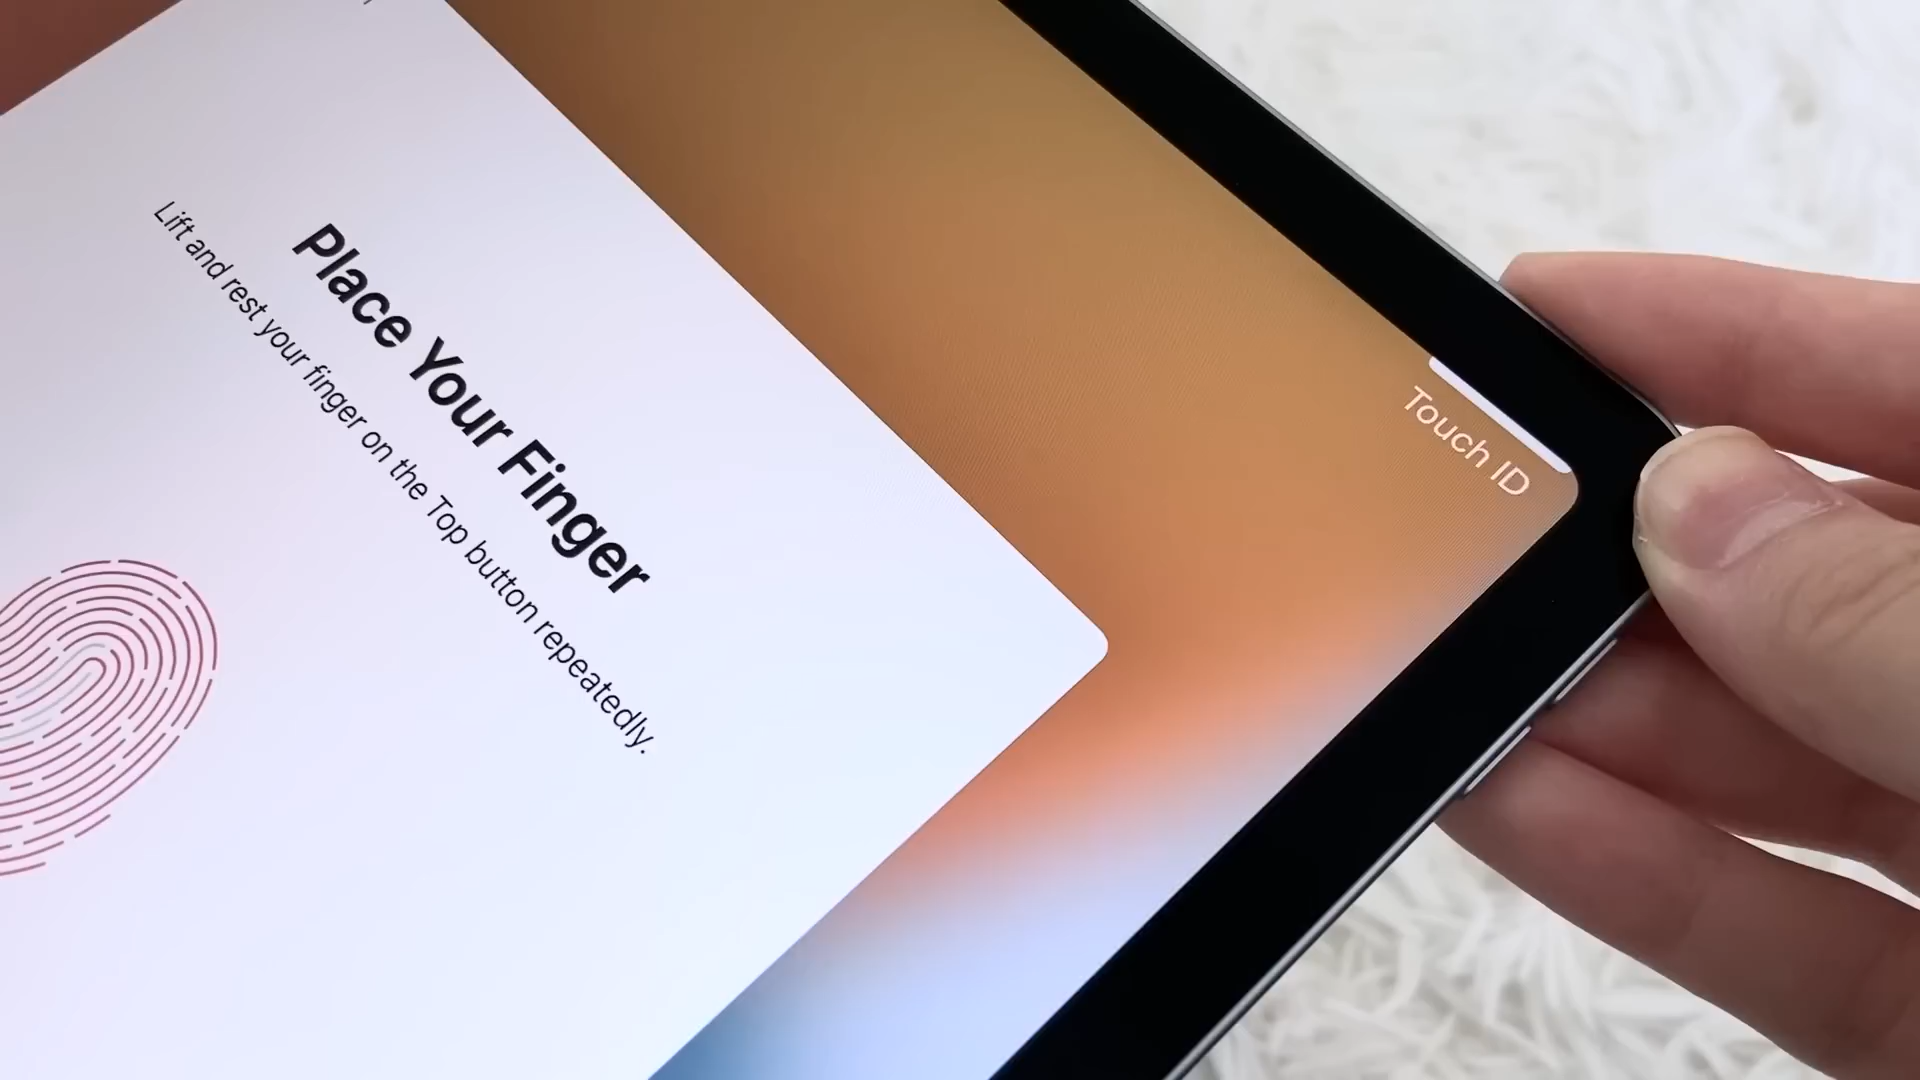 Place Your Finger
Lift and rest your finger on the Top button repeatedly.
Touch ID